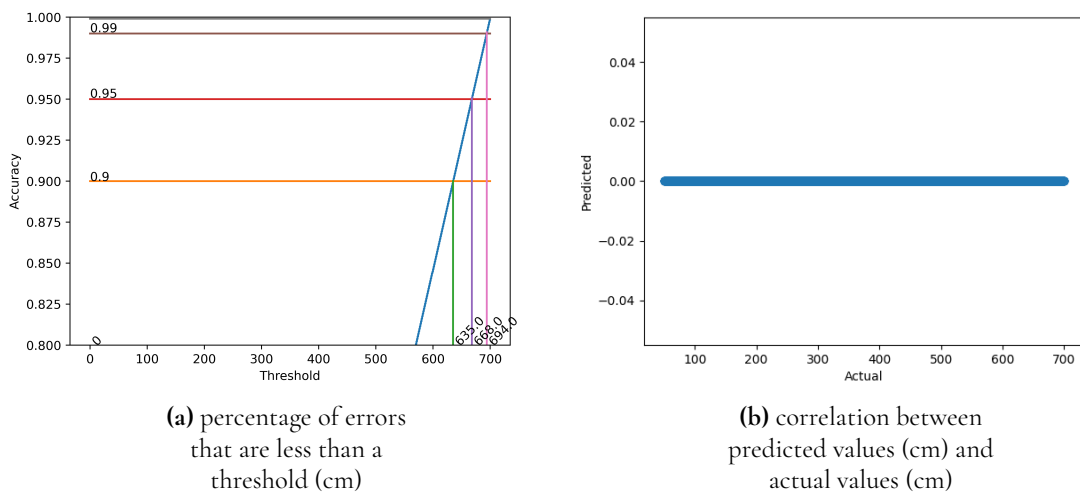 1.000
0.99
0.975
0.950
0.95
0.925
0.900
0.9
0.875
0.850
0.825
0.800
0
635.0
668.0
694.0
0 100 200 300 400 500 600 700
Threshold
Accuracy
0.04
0.02
0.00
−0.02
−0.04
100 200 300 400 500 600 700
Actual
Predicted
(a) percentage of errors
that are less than a
threshold (cm)
(b) correlation between
predicted values (cm) and
actual values (cm)